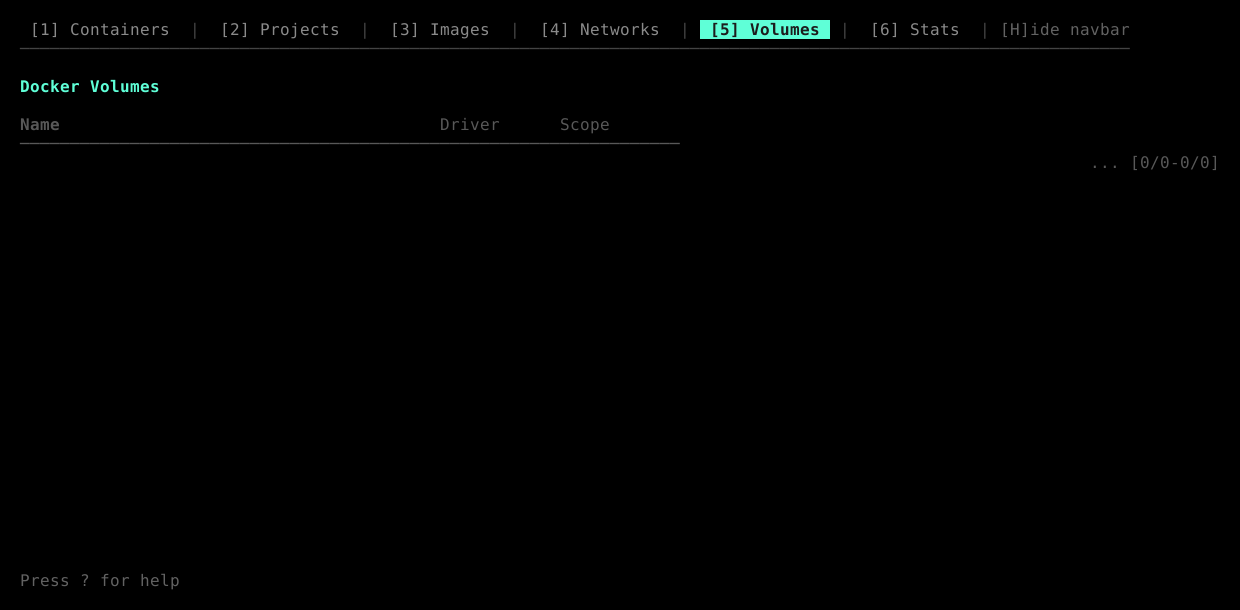 [1] Containers | [2] Projects | [3] Images | [4] Networks | [5] Volumes | [6] Stats | [H]ide navbar
Docker Volumes
Name Driver Scope
... [0/0-0/0]
Press ? for help